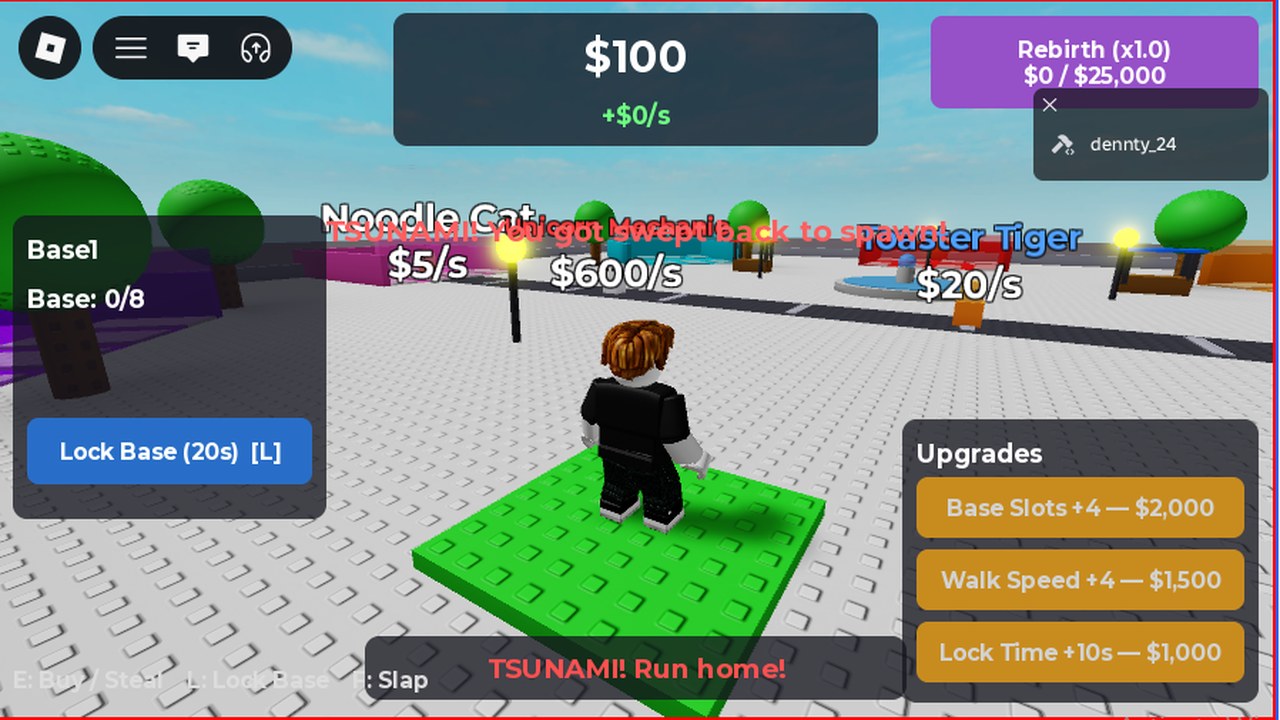 $100
+$0/s
Rebirth (x1.0)
$0 / $25,000
dennty_24
Noodle Cat
$5/s
Unicorn Mechanic
$600/s
TSUNAMI! You got swept back to spawn!
Toaster Tiger
$20/s
Base1
Base: 0/8
Lock Base (20s) [L]
Upgrades
Base Slots +4 — $2,000
Walk Speed +4 — $1,500
Lock Time +10s — $1,000
E: Buy / Steal L: Lock Base F: Slap
TSUNAMI! Run home!